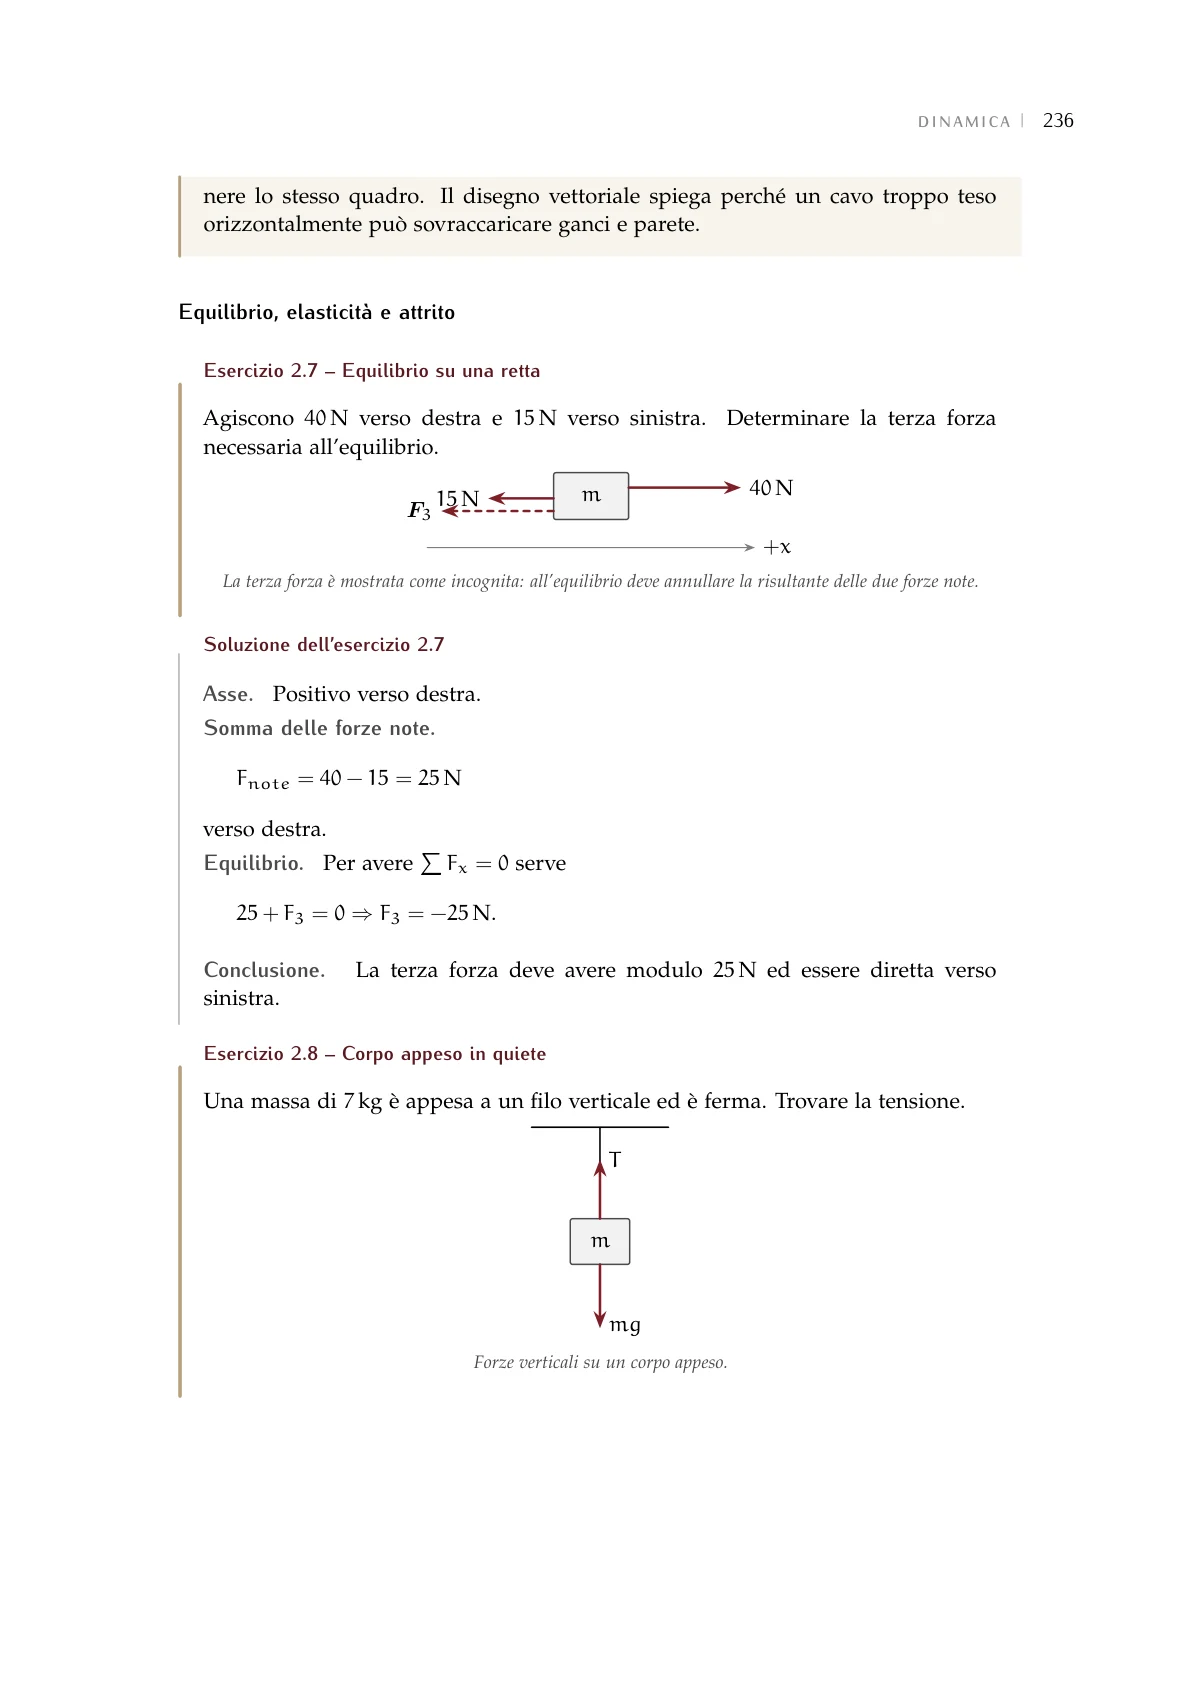 DINAMICA | 236
nere lo stesso quadro. Il disegno vettoriale spiega perché un cavo troppo teso
orizzontalmente può sovraccaricare ganci e parete.
Equilibrio, elasticità e attrito
Esercizio 2.7 – Equilibrio su una retta
Agiscono 40 N verso destra e 15 N verso sinistra. Determinare la terza forza
necessaria all'equilibrio.
F₃ 15 N m 40 N
+x
La terza forza è mostrata come incognita: all'equilibrio deve annullare la risultante delle due forze note.
Soluzione dell'esercizio 2.7
Asse. Positivo verso destra.
Somma delle forze note.
Fₙₒₜₑ = 40 − 15 = 25 N
verso destra.
Equilibrio. Per avere ∑ Fₓ = 0 serve
25 + F₃ = 0 ⇒ F₃ = −25 N.
Conclusione. La terza forza deve avere modulo 25 N ed essere diretta verso
sinistra.
Esercizio 2.8 – Corpo appeso in quiete
Una massa di 7 kg è appesa a un filo verticale ed è ferma. Trovare la tensione.
T
m
mg
Forze verticali su un corpo appeso.